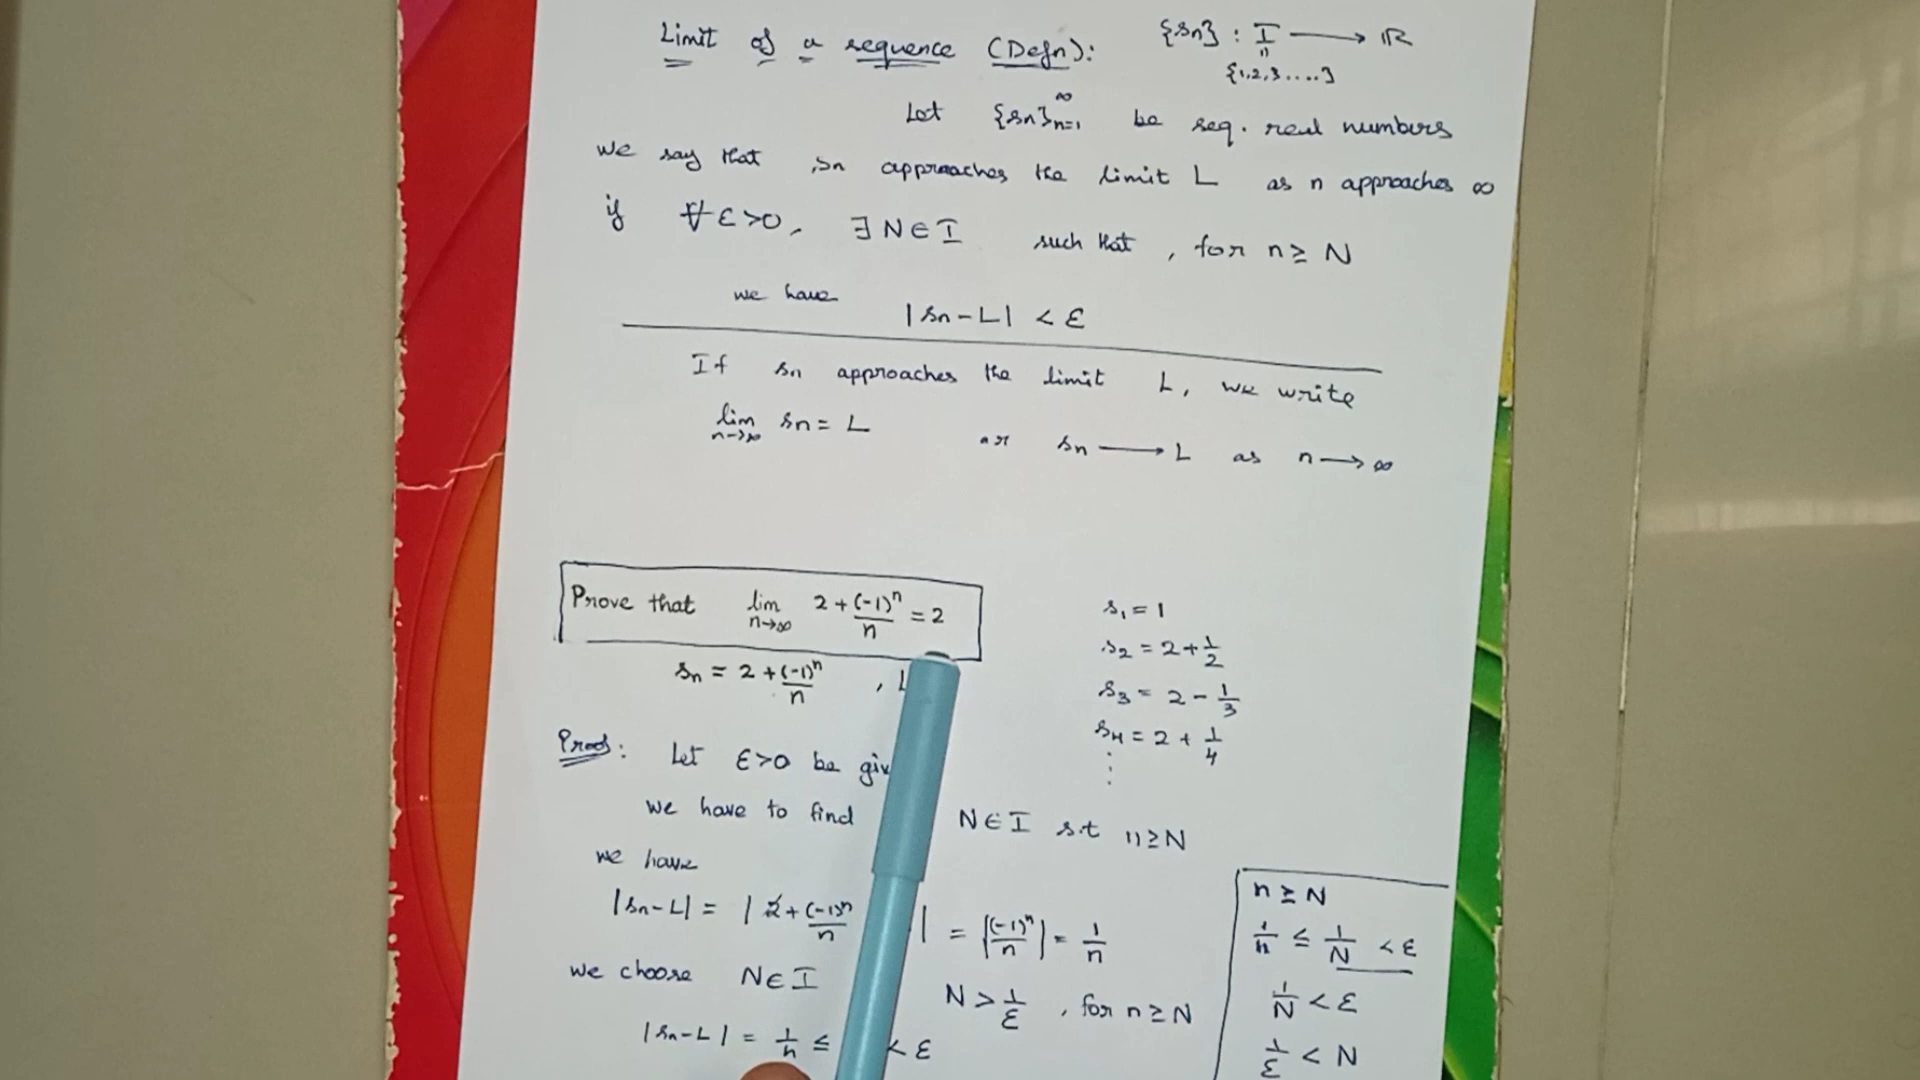 Limit of a sequence (Defn): {sn} : I → R
n
{1,2,3....}
Let {sn}∞n=1 be seq. real numbers
we say that sn approaches the limit L as n approaches ∞
if ∀ ε>0, ∃ N∈I such that, for n≥N
we have |sn-L| < ε
If sn approaches the limit L, we write
lim n→∞ sn = L or sn → L as n → ∞
Prove that lim n→∞ 2+(-1)^n/n = 2
sn = 2+(-1)^n/n ,
s1 = 1
s2 = 2+1/2
s3 = 2-1/3
s4 = 2+1/4
⋮
Proof: Let ε>0 be
we have to find N∈I s.t n≥N
we have
|sn-L| = |2+(-1)^n/n | = |(-1)^n/n| = 1/n
we choose N∈I N>1/ε , for n≥N
|sn-L| = 1/n ≤ < ε
n≥N
1/n ≤ 1/N < ε
1/N < ε
1/ε < N